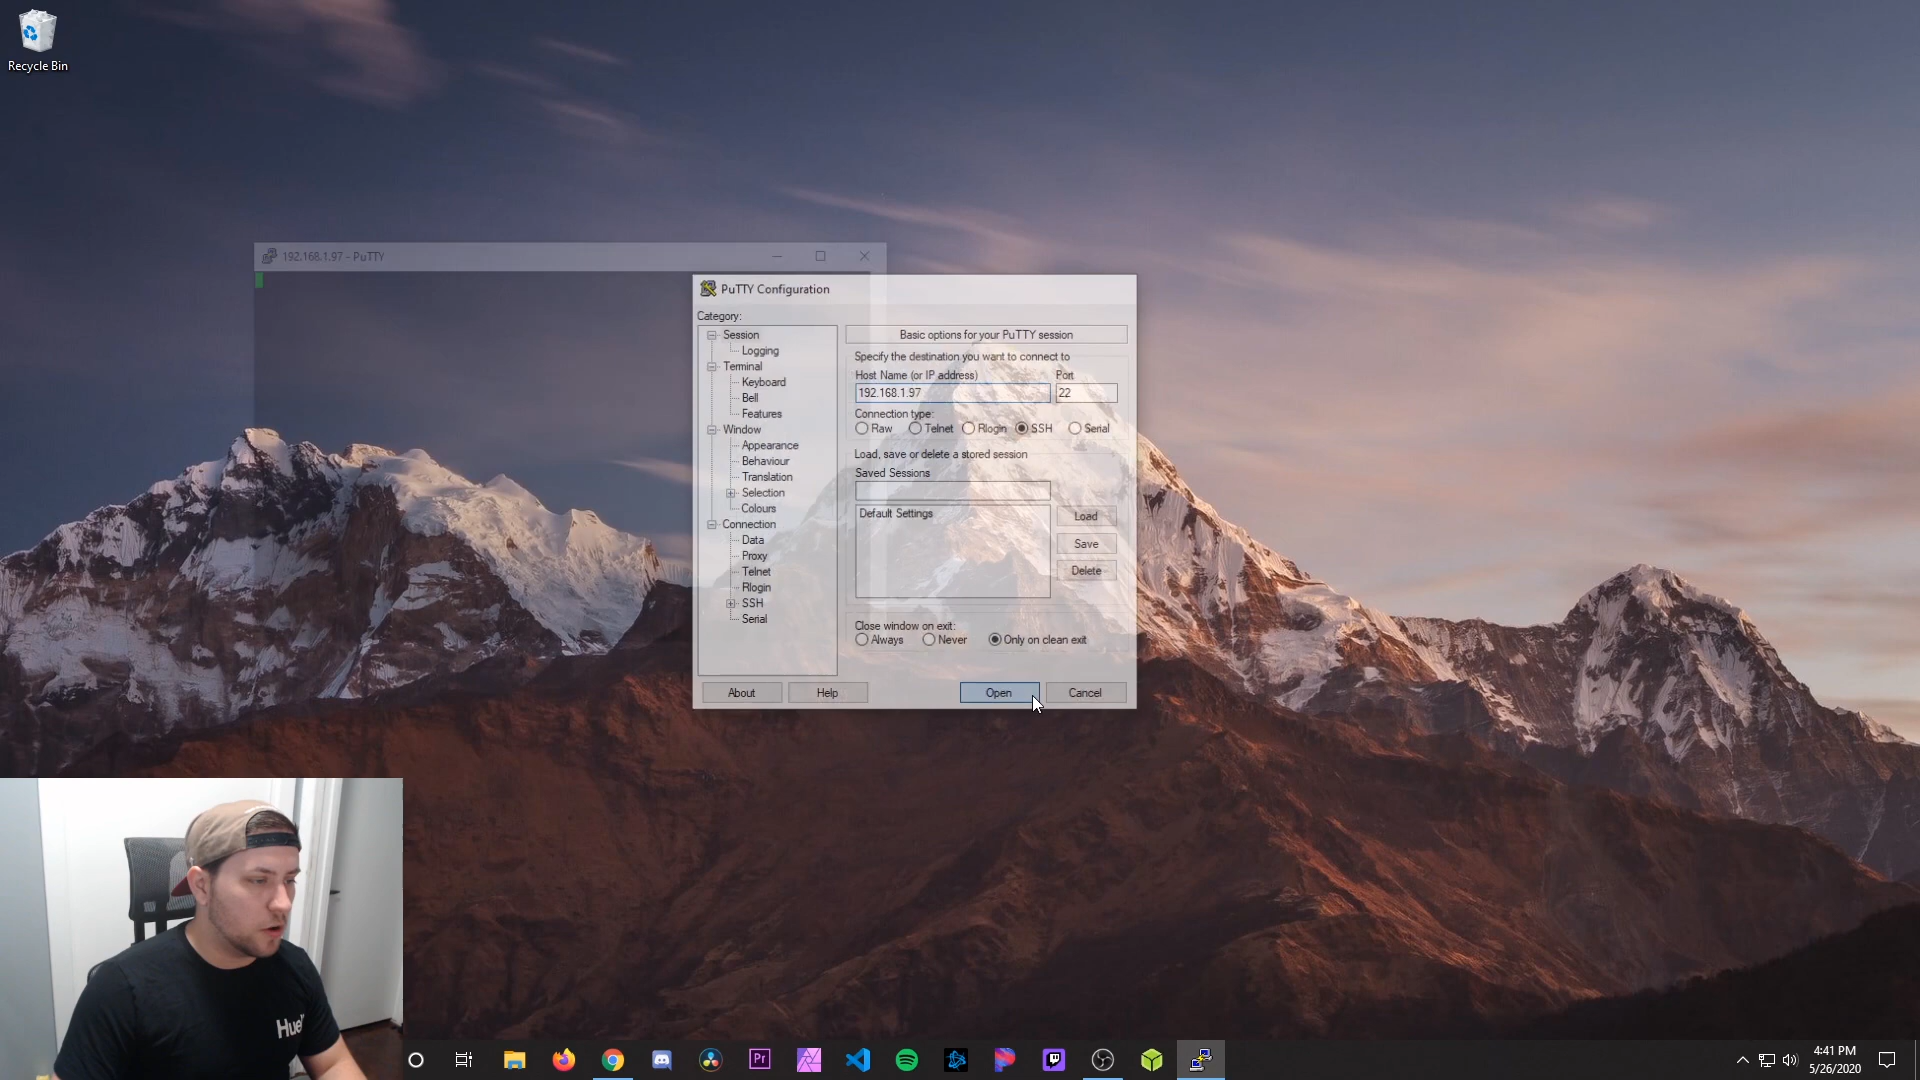 Recycle Bin
192.168.1.97 - PuTTY
PuTTY Configuration
Category:
Session
Logging
Terminal
Keyboard
Bell
Features
Window
Appearance
Behaviour
Translation
Selection
Colours
Connection
Data
Proxy
Telnet
Rlogin
SSH
Serial
Basic options for your PuTTY session
Specify the destination you want to connect to
Host Name (or IP address) Port
192.168.1.97 22
Connection type:
Raw Telnet Rlogin SSH Serial
Load, save or delete a stored session
Saved Sessions
Default Settings
Load
Save
Delete
Close window on exit:
Always Never Only on clean exit
About Help Open Cancel
Pr
4:41 PM
5/26/2020